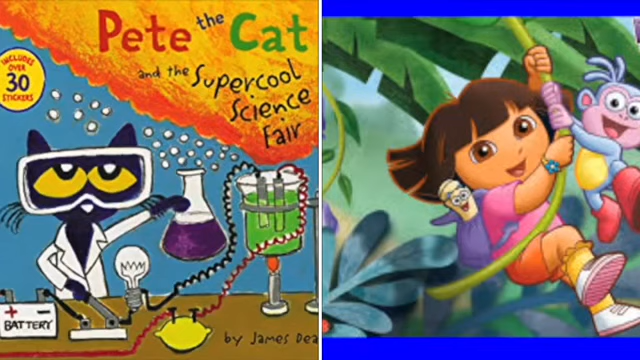 Pete the Cat
and the Supercool
Science
Fair
INCLUDES
OVER
30
STICKERS
+ -
BATTERY
by James Dea